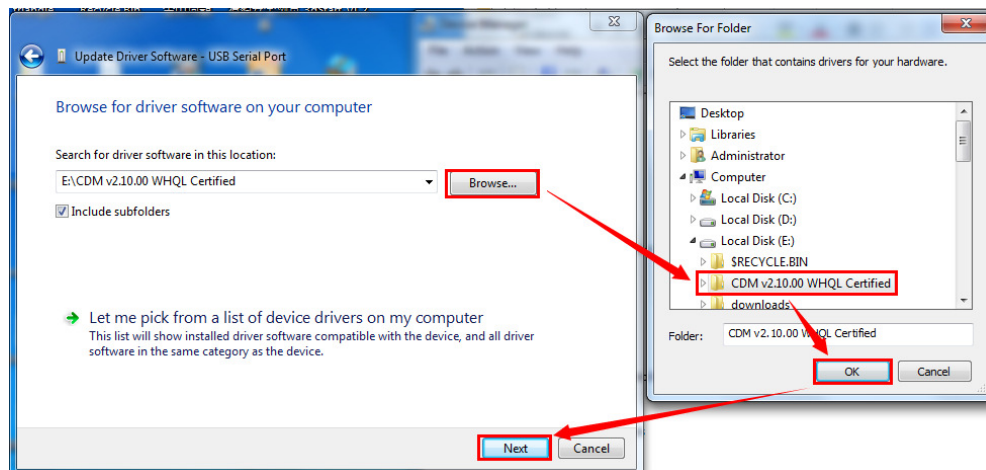 Update Driver Software - USB Serial Port
Browse for driver software on your computer
Search for driver software in this location:
E:\CDM v2.10.00 WHQL Certified
Browse...
Include subfolders
Let me pick from a list of device drivers on my computer
This list will show installed driver software compatible with the device, and all driver
software in the same category as the device.
Next
Cancel
Browse For Folder
Select the folder that contains drivers for your hardware.
Desktop
Libraries
Administrator
Computer
Local Disk (C:)
Local Disk (D:)
Local Disk (E:)
$RECYCLE.BIN
CDM v2.10.00 WHQL Certified
downloads
Folder:
CDM v2.10.00 WHQL Certified
OK
Cancel